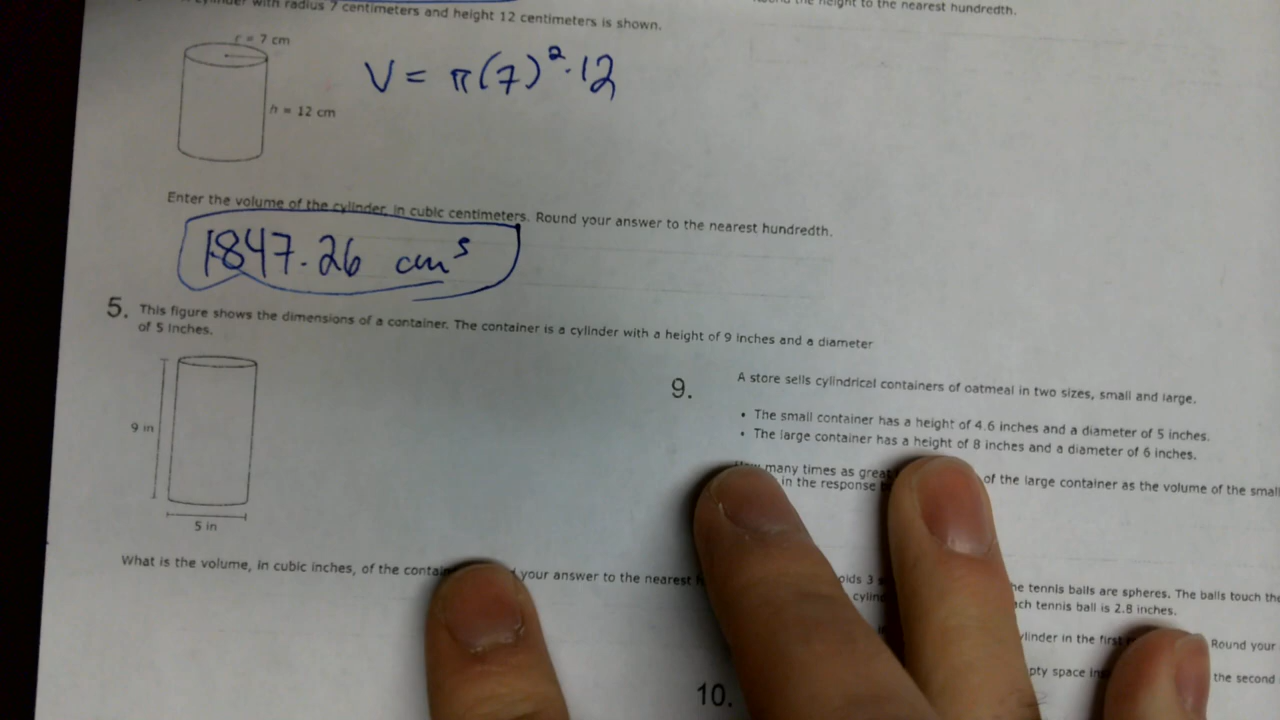 cylinder with radius 7 centimeters and height 12 centimeters is shown.
the height to the nearest hundredth.
r = 7 cm
V = π(7)²·12
h = 12 cm
Enter the volume of the cylinder, in cubic centimeters. Round your answer to the nearest hundredth.
1847.26 cm³
5. This figure shows the dimensions of a container. The container is a cylinder with a height of 9 inches and a diameter
of 5 inches.
9 in
5 in
What is the volume, in cubic inches, of the your answer to the nearest
9. A store sells cylindrical containers of oatmeal in two sizes, small and large.
• The small container has a height of 4.6 inches and a diameter of 5 inches.
• The large container has a height of 8 inches and a diameter of 6 inches.
many times as great of the large container as the volume of the small
in the response
3 tennis balls are spheres. The balls touch the
tennis ball is 2.8 inches.
in the first Round your
space the second
10.